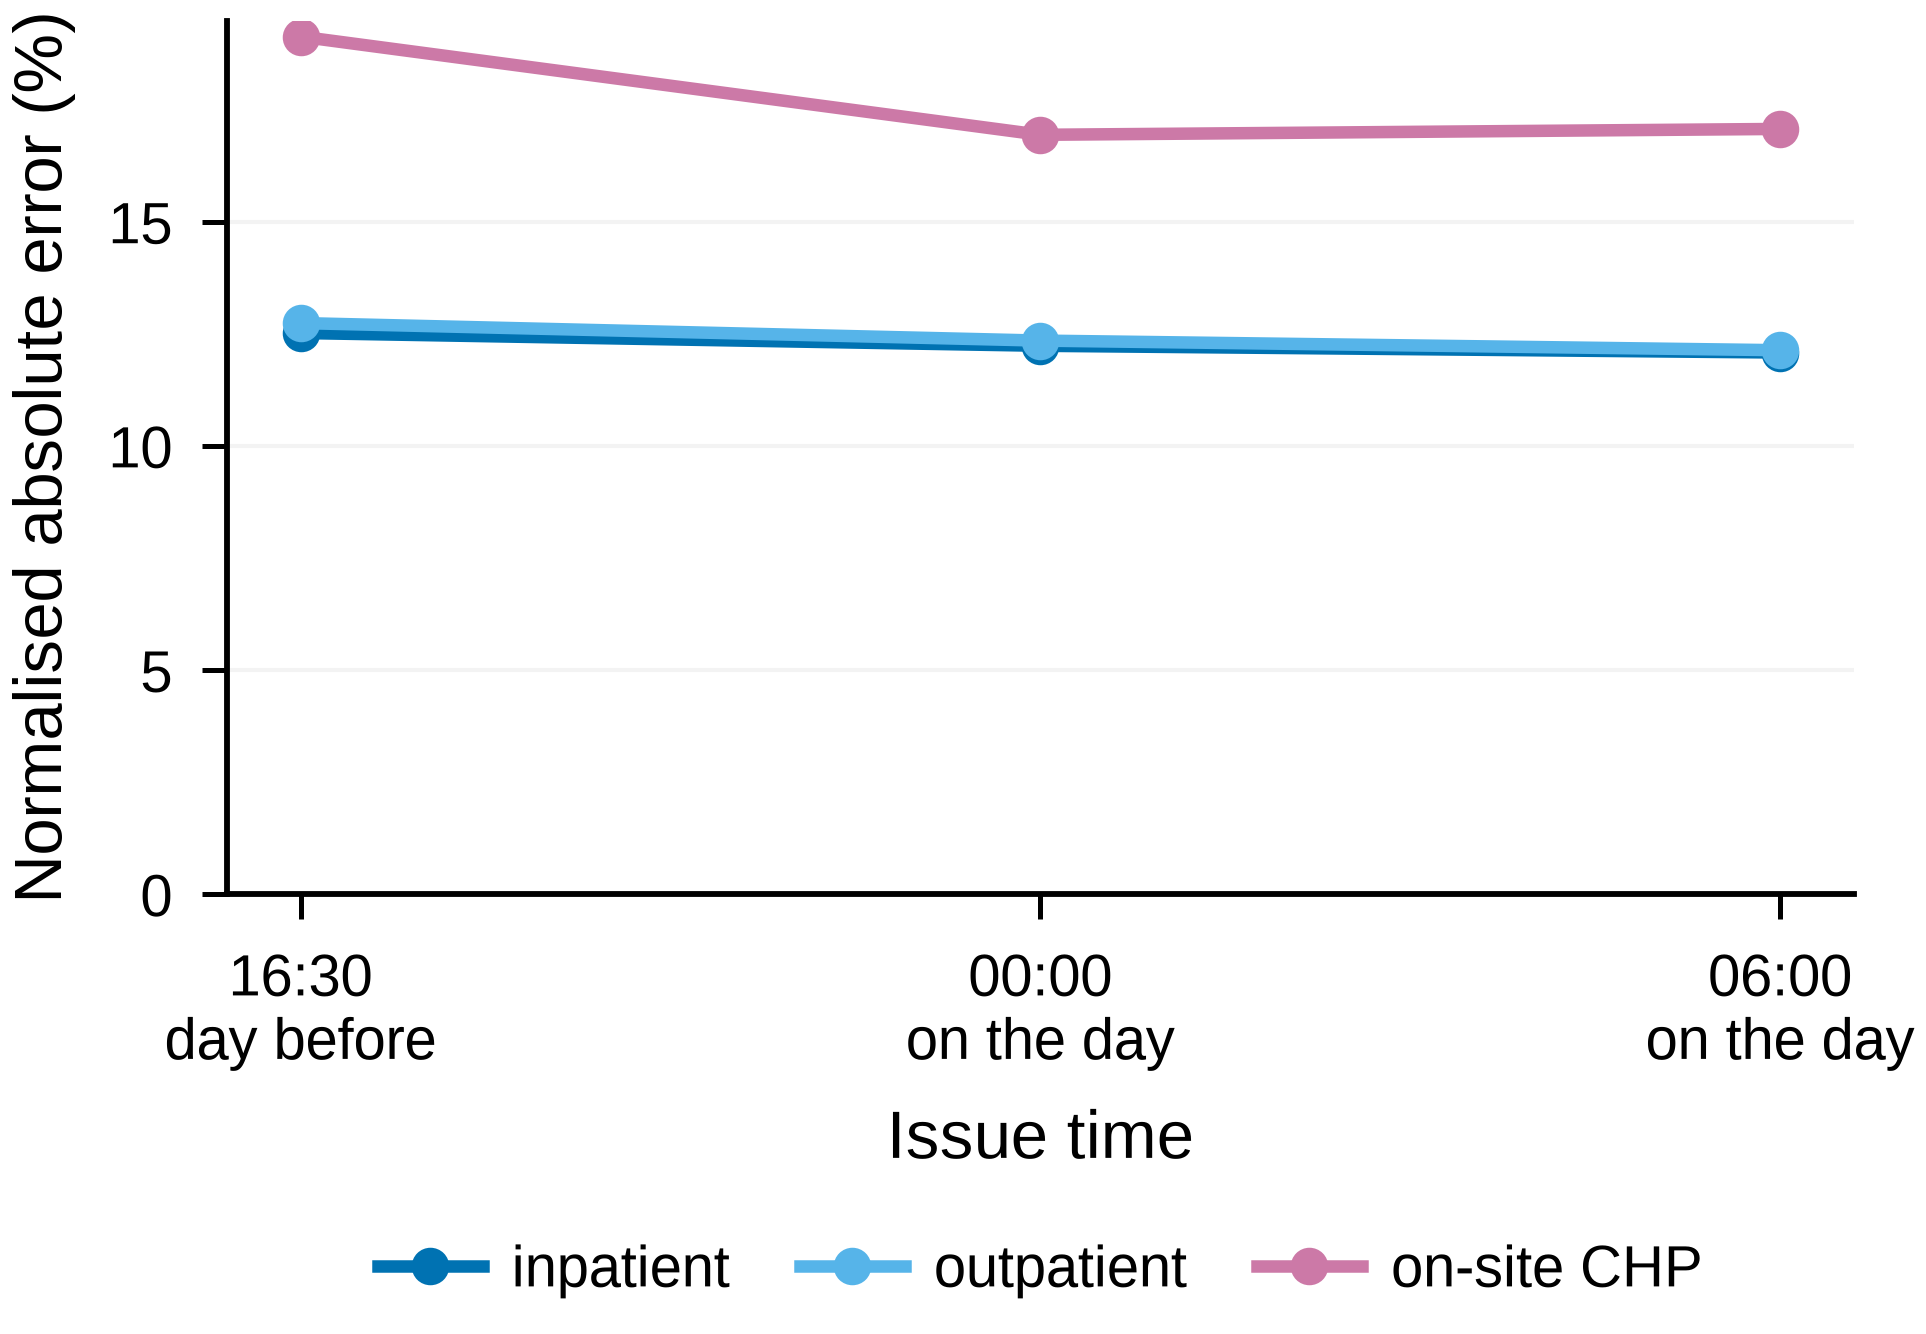 Normalised absolute error (%)
15
10
5
0
16:30
day before
00:00
on the day
06:00
on the day
Issue time
inpatient
outpatient
on-site CHP